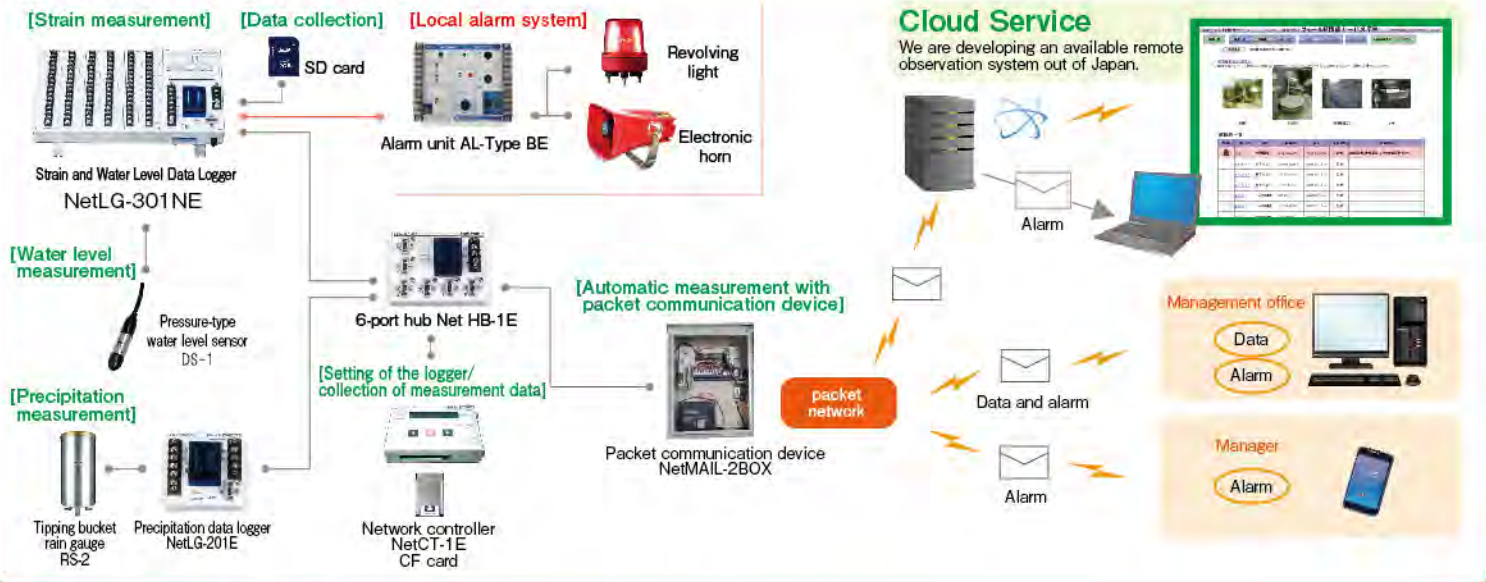 [Strain measurement]
[Data collection]
[Local alarm system]
SD card
Revolving
light
Alarm unit AL-Type BE
Electronic
horn
Strain and Water Level Data Logger
NetLG-301NE
[Water level
measurement]
Pressure-type
water level sensor
DS-1
6-port hub Net HB-1E
[Precipitation
measurement]
Tipping bucket
rain gauge
RS-2
Precipitation data logger
NetLG-201E
[Setting of the logger/
collection of measurement data]
Network controller
NetCT-1E
CF card
[Automatic measurement with
packet communication device]
Packet communication device
NetMAIL-2BOX
packet
network
Cloud Service
We are developing an available remote
observation system out of Japan.
Alarm
Data and alarm
Alarm
Management office
Data
Alarm
Manager
Alarm